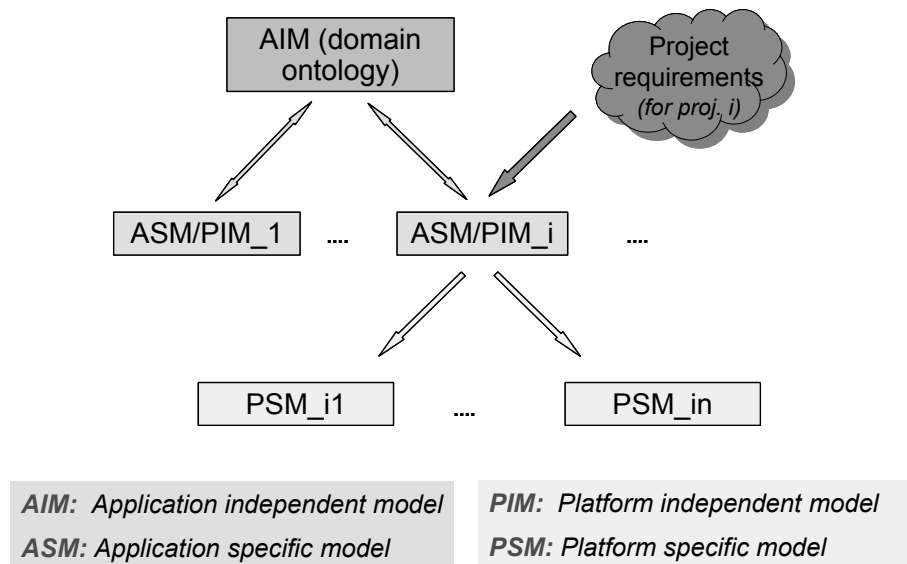 AIM (domain
ontology)
Project
requirements
(for proj. i)
ASM/PIM_1
....
ASM/PIM_i
....
PSM_i1
....
PSM_in
AIM: Application independent model
ASM: Application specific model
PIM: Platform independent model
PSM: Platform specific model